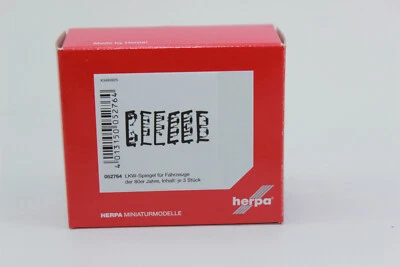 4013150052764
052764 LKW-Spiegel für Fahrzeuge
der 80er Jahre, Inhalt: je 3 Stück
HERPA MINIATURMODELLE
herpa